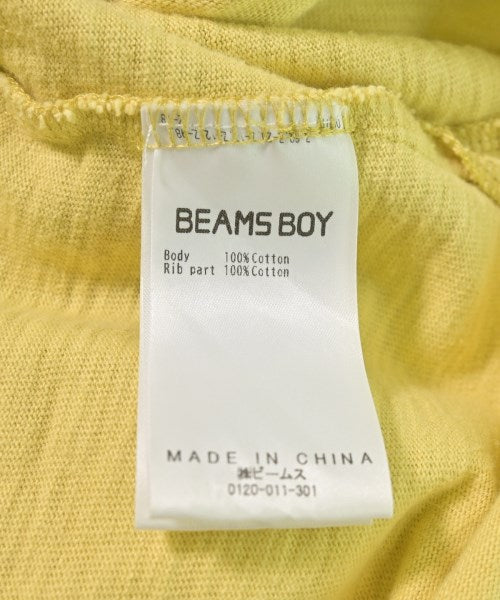 BEAMS BOY
Body 100% Cotton
Rib part 100% Cotton
MADE IN CHINA
㈱ビームス
0120-011-301